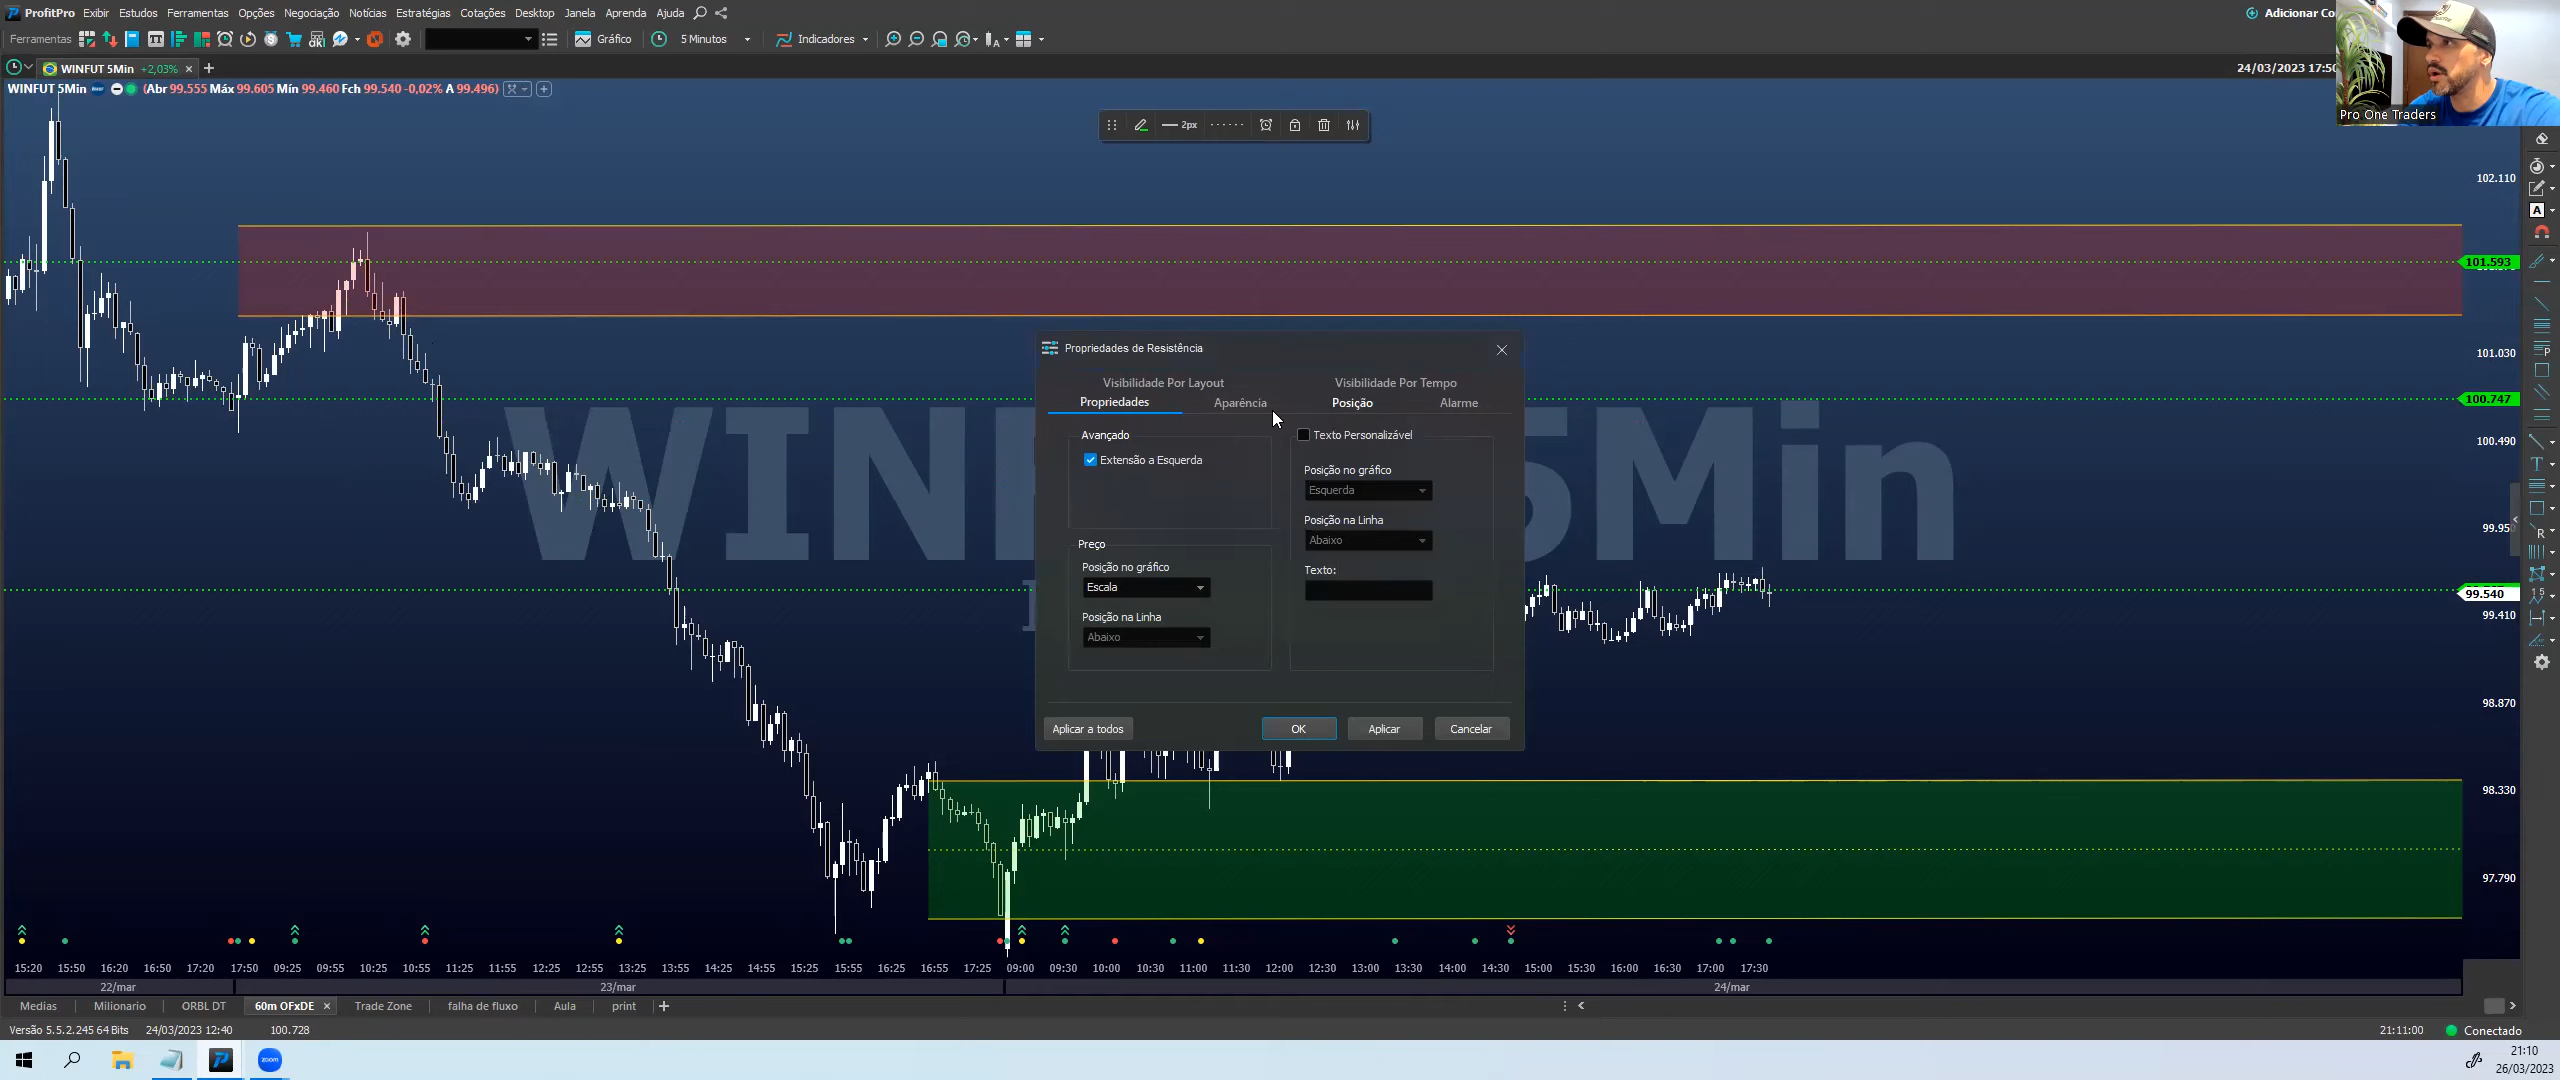 ProfitPro Exibir Estudos Ferramentas Opções Negociação Notícias Estratégias Cotações Desktop Janela Aprenda Ajuda
Adicionar Co
Ferramentas
Gráfico 5 Minutos Indicadores
WINFUT 5Min +2,03%
24/03/2023 17:50
WINFUT 5Min (Abr 99.555 Máx 99.605 Mín 99.460 Fch 99.540 -0,02% A 99.496)
Pro One Traders
2px
102.110
101.593
101.030
100.747
100.490
99.95
99.540
99.410
98.870
98.330
97.790
WIN 5Min
Propriedades de Resistência
Visibilidade Por Layout Visibilidade Por Tempo
Propriedades Aparência Posição Alarme
Avançado
Extensão a Esquerda
Preço
Posição no gráfico
Escala
Posição na Linha
Abaixo
Texto Personalizável
Posição no gráfico
Esquerda
Posição na Linha
Abaixo
Texto:
Aplicar a todos OK Aplicar Cancelar
15:20 15:50 16:20 16:50 17:20 17:50 09:25 09:55 10:25 10:55 11:25 11:55 12:25 12:55 13:25 13:55 14:25 14:55 15:25 15:55 16:25 16:55 17:25 09:00 09:30 10:00 10:30 11:00 11:30 12:00 12:30 13:00 13:30 14:00 14:30 15:00 15:30 16:00 16:30 17:00 17:30
22/mar 23/mar 24/mar
Medias Milionario ORBL DT 60m OFxDE Trade Zone falha de fluxo Aula print
Versão 5.5.2.245 64 Bits 24/03/2023 12:40 100.728
21:11:00 Conectado
zoom
21:10
26/03/2023